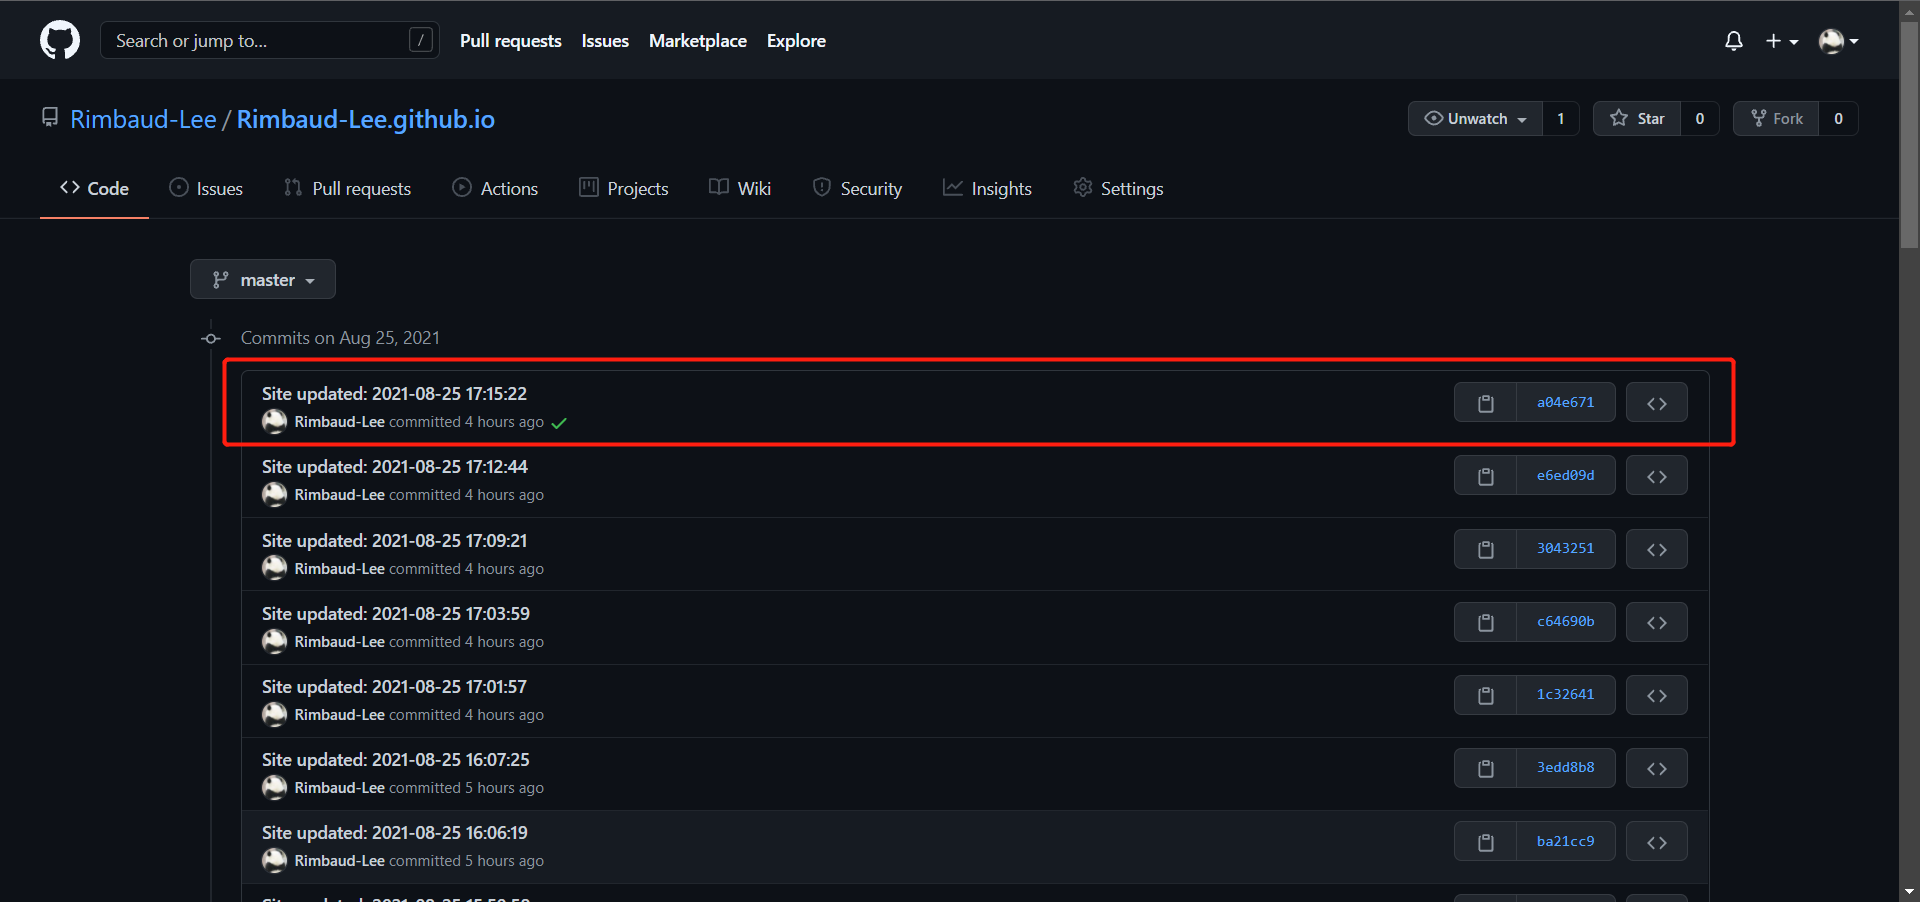 Search or jump to... /
Pull requests Issues Marketplace Explore
Rimbaud-Lee / Rimbaud-Lee.github.io
Unwatch 1 Star 0 Fork 0
Code Issues Pull requests Actions Projects Wiki Security Insights Settings
master
Commits on Aug 25, 2021
Site updated: 2021-08-25 17:15:22
Rimbaud-Lee committed 4 hours ago
a04e671
Site updated: 2021-08-25 17:12:44
Rimbaud-Lee committed 4 hours ago
e6ed09d
Site updated: 2021-08-25 17:09:21
Rimbaud-Lee committed 4 hours ago
3043251
Site updated: 2021-08-25 17:03:59
Rimbaud-Lee committed 4 hours ago
c64690b
Site updated: 2021-08-25 17:01:57
Rimbaud-Lee committed 4 hours ago
1c32641
Site updated: 2021-08-25 16:07:25
Rimbaud-Lee committed 5 hours ago
3edd8b8
Site updated: 2021-08-25 16:06:19
Rimbaud-Lee committed 5 hours ago
ba21cc9